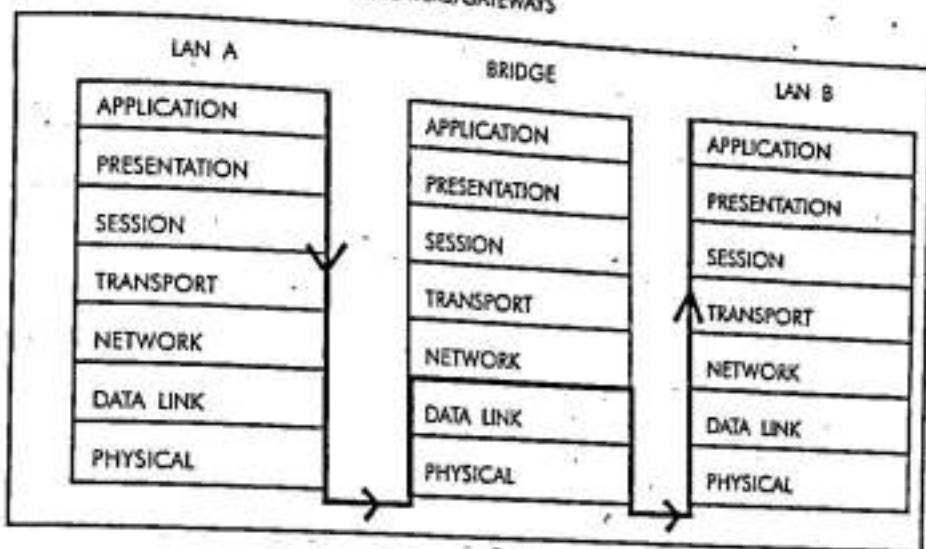 LAN A
APPLICATION
PRESENTATION
SESSION
TRANSPORT
NETWORK
DATA LINK
PHYSICAL
BRIDGE
APPLICATION
PRESENTATION
SESSION
TRANSPORT
NETWORK
DATA LINK
PHYSICAL
LAN B
APPLICATION
PRESENTATION
SESSION
TRANSPORT
NETWORK
DATA LINK
PHYSICAL